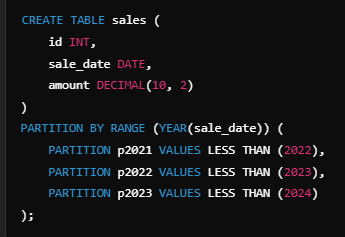 CREATE TABLE sales (
    id INT,
    sale_date DATE,
    amount DECIMAL(10, 2)
)
PARTITION BY RANGE (YEAR(sale_date)) (
    PARTITION p2021 VALUES LESS THAN (2022),
    PARTITION p2022 VALUES LESS THAN (2023),
    PARTITION p2023 VALUES LESS THAN (2024)
);